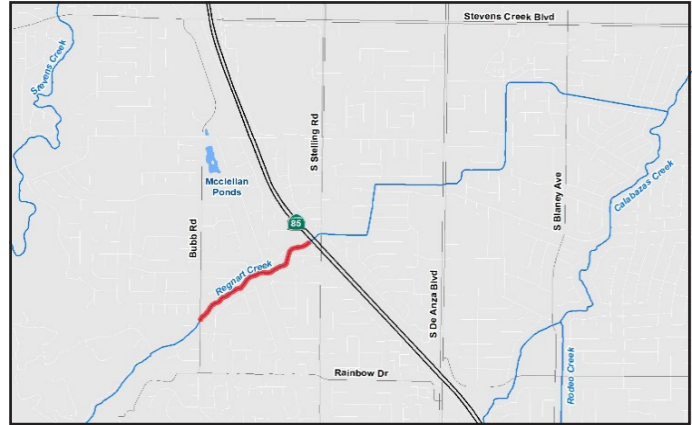 Stevens Creek Blvd
Stevens Creek
S Stelling Rd
Mcclellan
Ponds
S Blaney Ave
Calabazas Creek
85
Bubb Rd
Regnart Creek
S De Anza Blvd
Rainbow Dr
Rodeo Creek